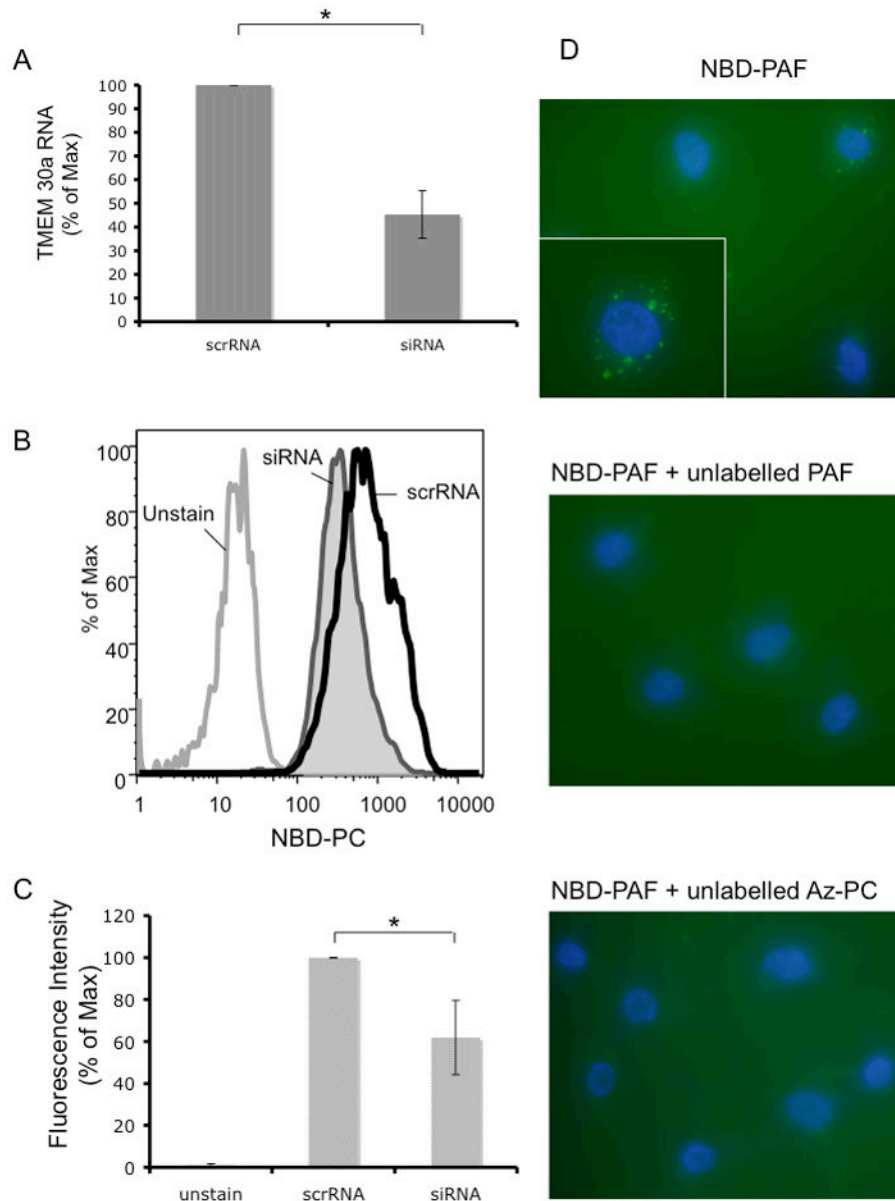 A
*
TMEM 30a RNA
(% of Max)
100
90
80
70
60
50
40
30
20
10
0
scrRNA
siRNA
B
% of Max
100
80
60
40
20
0
siRNA
scrRNA
Unstain
1
10
100
1000
10000
NBD-PC
C
*
Fluorescence Intensity
(% of Max)
120
100
80
60
40
20
0
unstain
scrRNA
siRNA
D
NBD-PAF
NBD-PAF + unlabelled PAF
NBD-PAF + unlabelled Az-PC